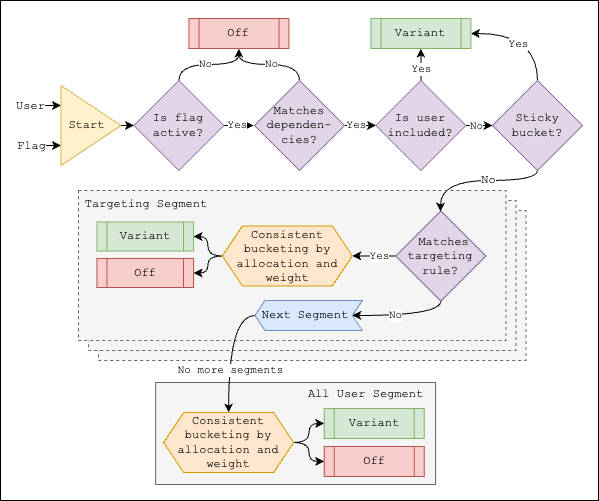 Off
Variant
No
No
Yes
Yes
User
Flag
Start
Is flag
active?
Yes
Matches
dependen-
cies?
Yes
Is user
included?
No
Sticky
bucket?
No
Targeting Segment
Variant
Off
Consistent
bucketing by
allocation and
weight
Yes
Matches
targeting
rule?
Next Segment
No
No more segments
All User Segment
Consistent
bucketing by
allocation and
weight
Variant
Off